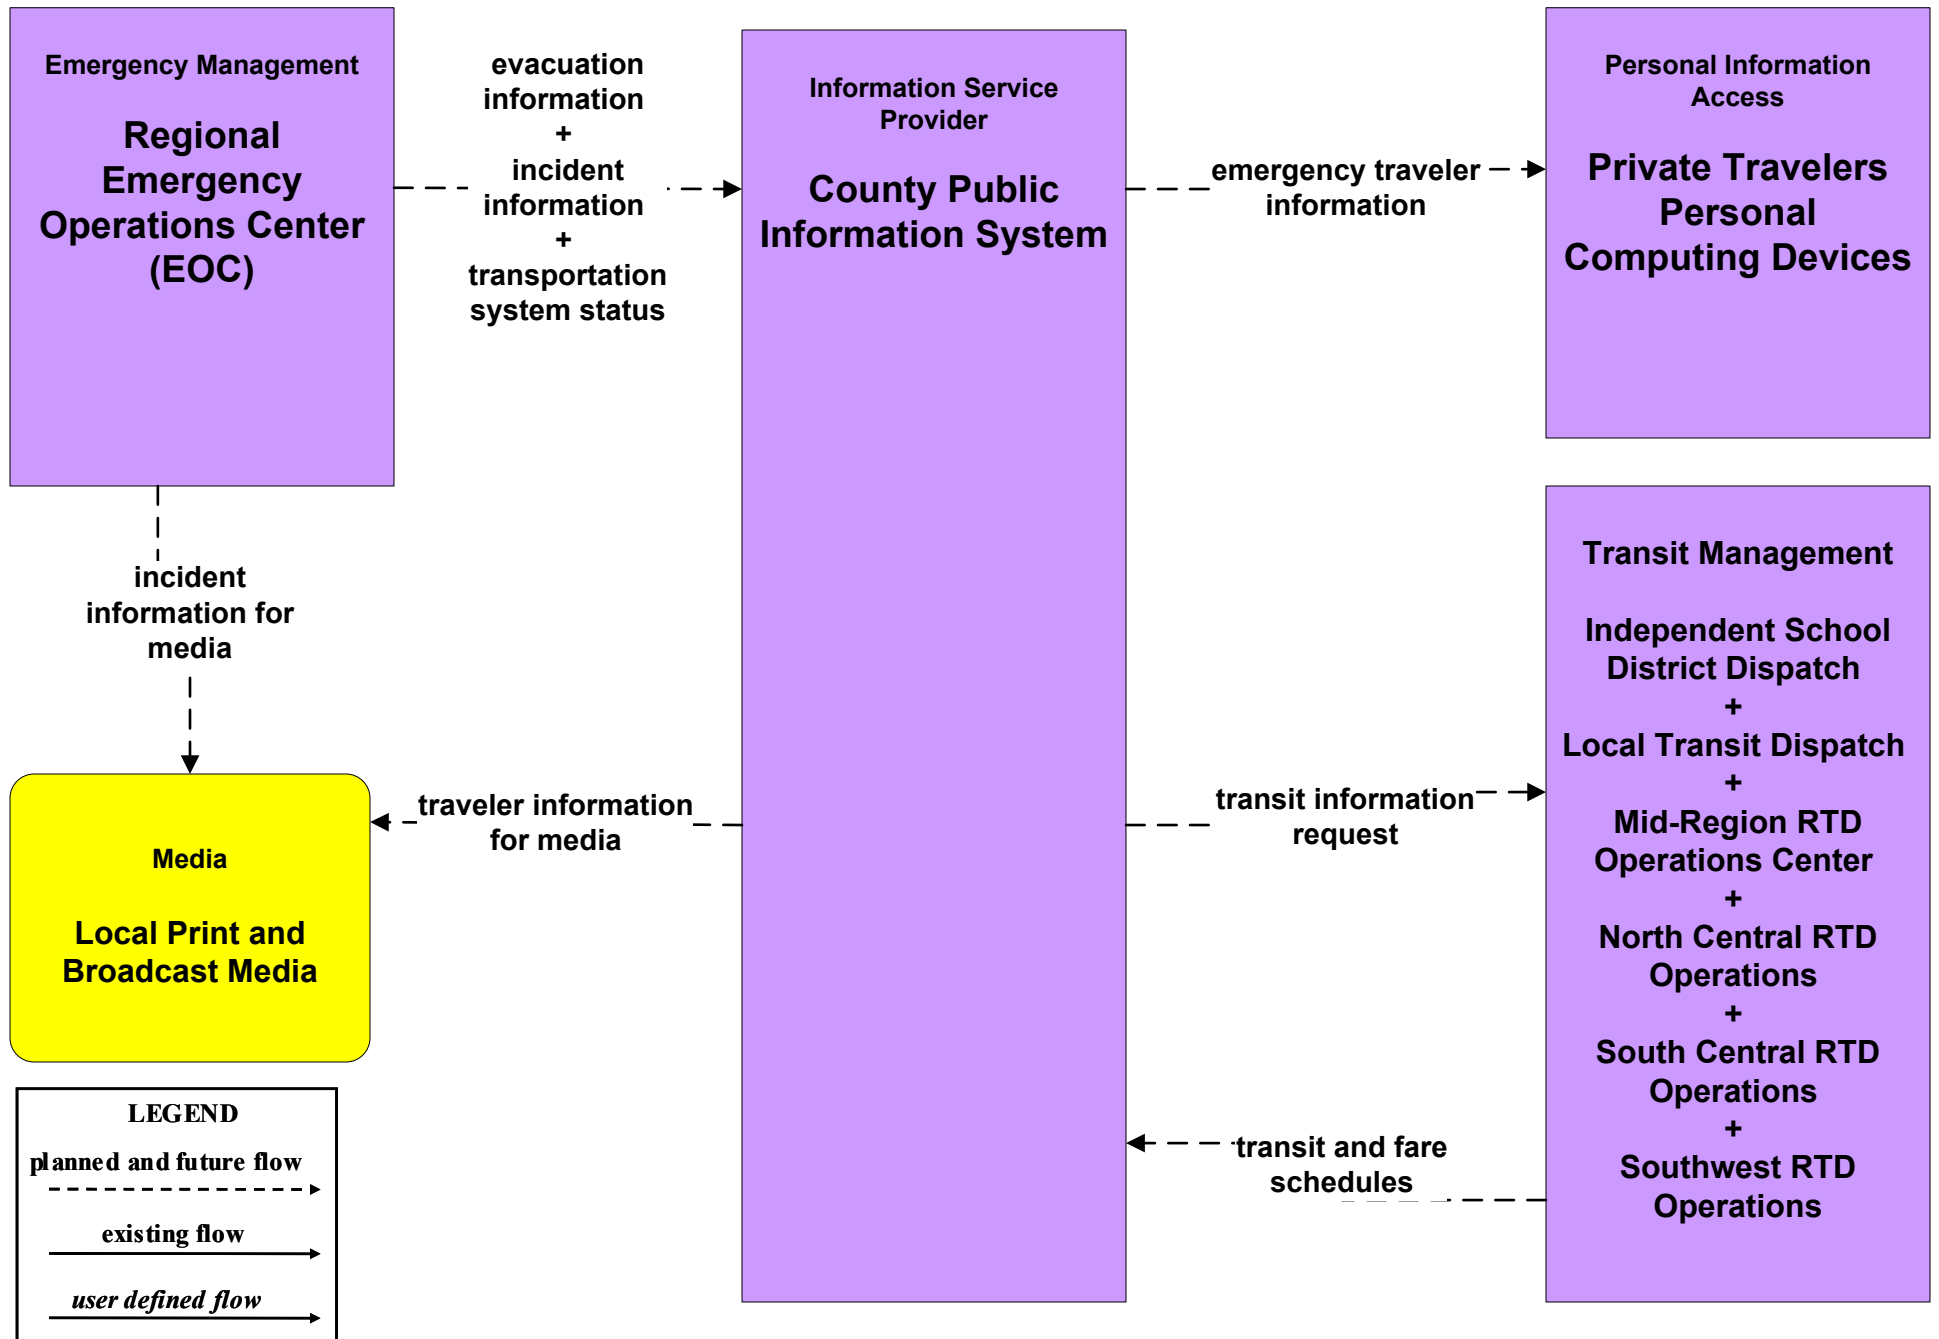 Emergency Management
Regional
Emergency
Operations Center
(EOC)
evacuation
information
+
incident
information
+
transportation
system status
Information Service
Provider
County Public
Information System
emergency traveler
information
Personal Information
Access
Private Travelers
Personal
Computing Devices
incident
information for
media
Media
Local Print and
Broadcast Media
traveler information
for media
transit information
request
transit and fare
schedules
Transit Management
Independent School
District Dispatch
+
Local Transit Dispatch
+
Mid-Region RTD
Operations Center
+
North Central RTD
Operations
+
South Central RTD
Operations
+
Southwest RTD
Operations
LEGEND
planned and future flow
existing flow
user defined flow